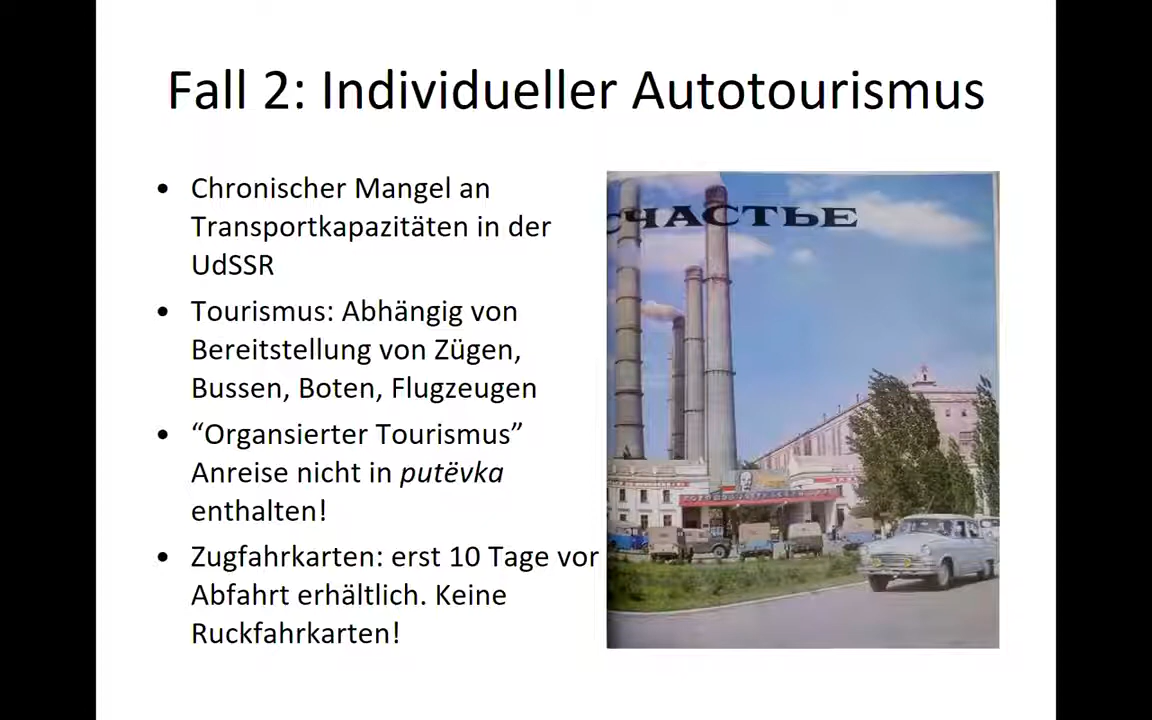 Fall 2: Individueller Autotourismus
• Chronischer Mangel an
Transportkapazitäten in der
UdSSR
• Tourismus: Abhängig von
Bereitstellung von Zügen,
Bussen, Boten, Flugzeugen
• “Organsierter Tourismus”
Anreise nicht in putëvka
enthalten!
• Zugfahrkarten: erst 10 Tage vor
Abfahrt erhältlich. Keine
Ruckfahrkarten!
СЧАСТЬЕ